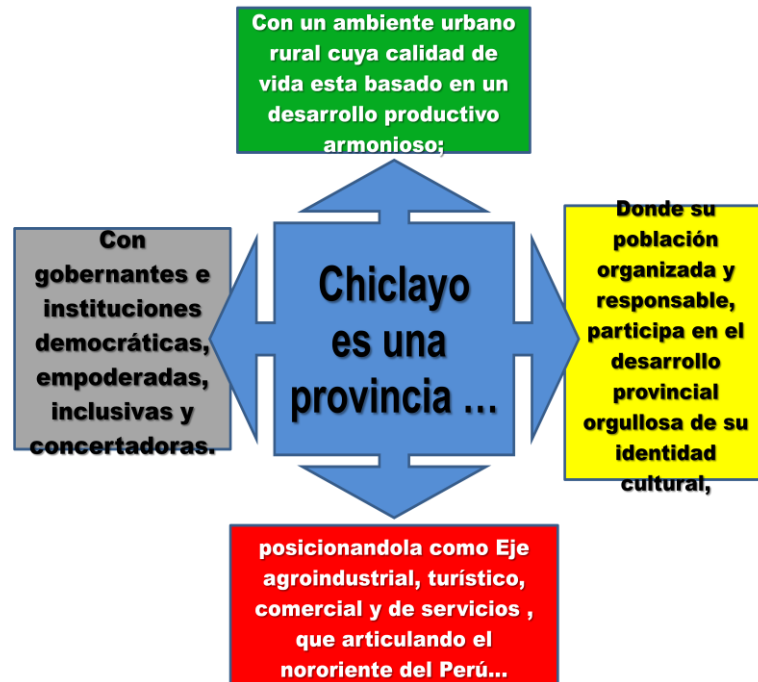 Con un ambiente urbano
rural cuya calidad de
vida esta basado en un
desarrollo productivo
armonioso;
Con
gobernantes e
instituciones
democráticas,
empoderadas,
inclusivas y
concertadoras.
Chiclayo
es una
provincia ...
Donde su
población
organizada y
responsable,
participa en el
desarrollo
provincial
orgullosa de su
identidad
cultural,
posicionandola como Eje
agroindustrial, turístico,
comercial y de servicios ,
que articulando el
nororiente del Perú...